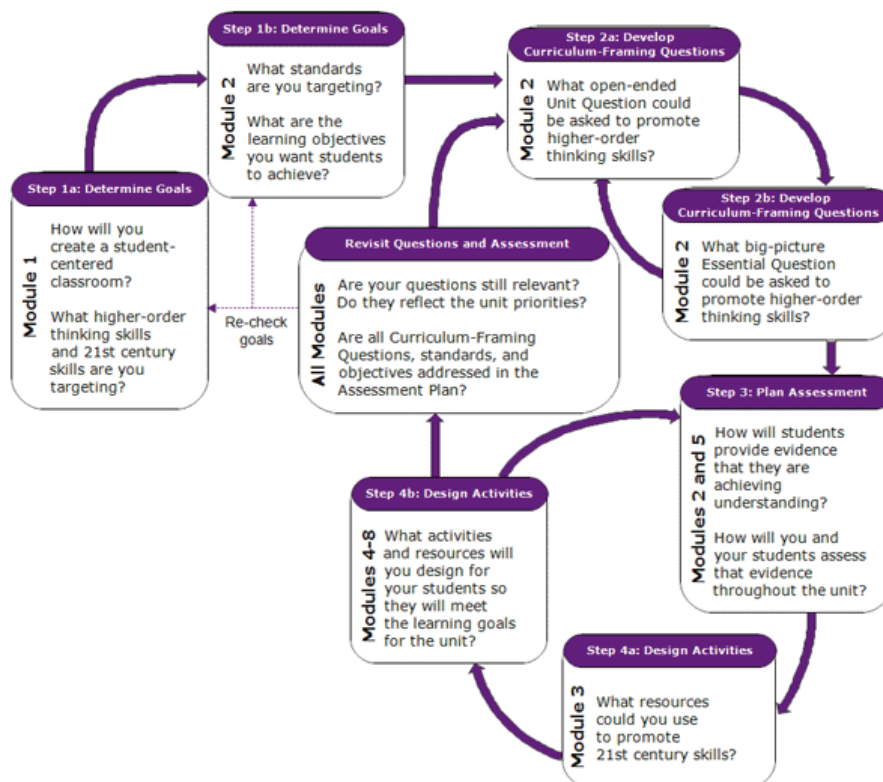 Step 1a: Determine Goals
Module 1
How will you
create a student-
centered
classroom?
What higher-order
thinking skills
and 21st century
skills are you
targeting?
Step 1b: Determine Goals
Module 2
What standards
are you targeting?
What are the
learning objectives
you want students
to achieve?
Step 2a: Develop
Curriculum-Framing Questions
Module 2
What open-ended
Unit Question could
be asked to promote
higher-order
thinking skills?
Step 2b: Develop
Curriculum-Framing Questions
Module 2
What big-picture
Essential Question
could be asked to
promote higher-order
thinking skills?
Step 3: Plan Assessment
Modules 2 and 5
How will students
provide evidence
that they are
achieving
understanding?
How will you and
your students assess
that evidence
throughout the unit?
Step 4a: Design Activities
Module 3
What resources
could you use
to promote
21st century skills?
Step 4b: Design Activities
Modules 4-8
What activities
and resources will
you design for
your students so
they will meet
the learning goals
for the unit?
Revisit Questions and Assessment
All Modules
Are your questions still relevant?
Do they reflect the unit priorities?
Are all Curriculum-Framing
Questions, standards, and
objectives addressed in the
Assessment Plan?
Re-check
goals